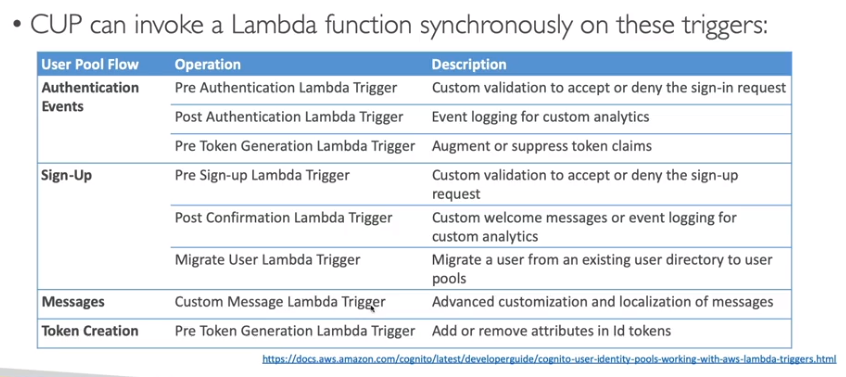 • CUP can invoke a Lambda function synchronously on these triggers:
User Pool Flow Operation Description
Authentication Events Pre Authentication Lambda Trigger Custom validation to accept or deny the sign-in request
Post Authentication Lambda Trigger Event logging for custom analytics
Pre Token Generation Lambda Trigger Augment or suppress token claims
Sign-Up Pre Sign-up Lambda Trigger Custom validation to accept or deny the sign-up request
Post Confirmation Lambda Trigger Custom welcome messages or event logging for custom analytics
Migrate User Lambda Trigger Migrate a user from an existing user directory to user pools
Messages Custom Message Lambda Trigger Advanced customization and localization of messages
Token Creation Pre Token Generation Lambda Trigger Add or remove attributes in Id tokens
https://docs.aws.amazon.com/cognito/latest/developerguide/cognito-user-identity-pools-working-with-aws-lambda-triggers.html